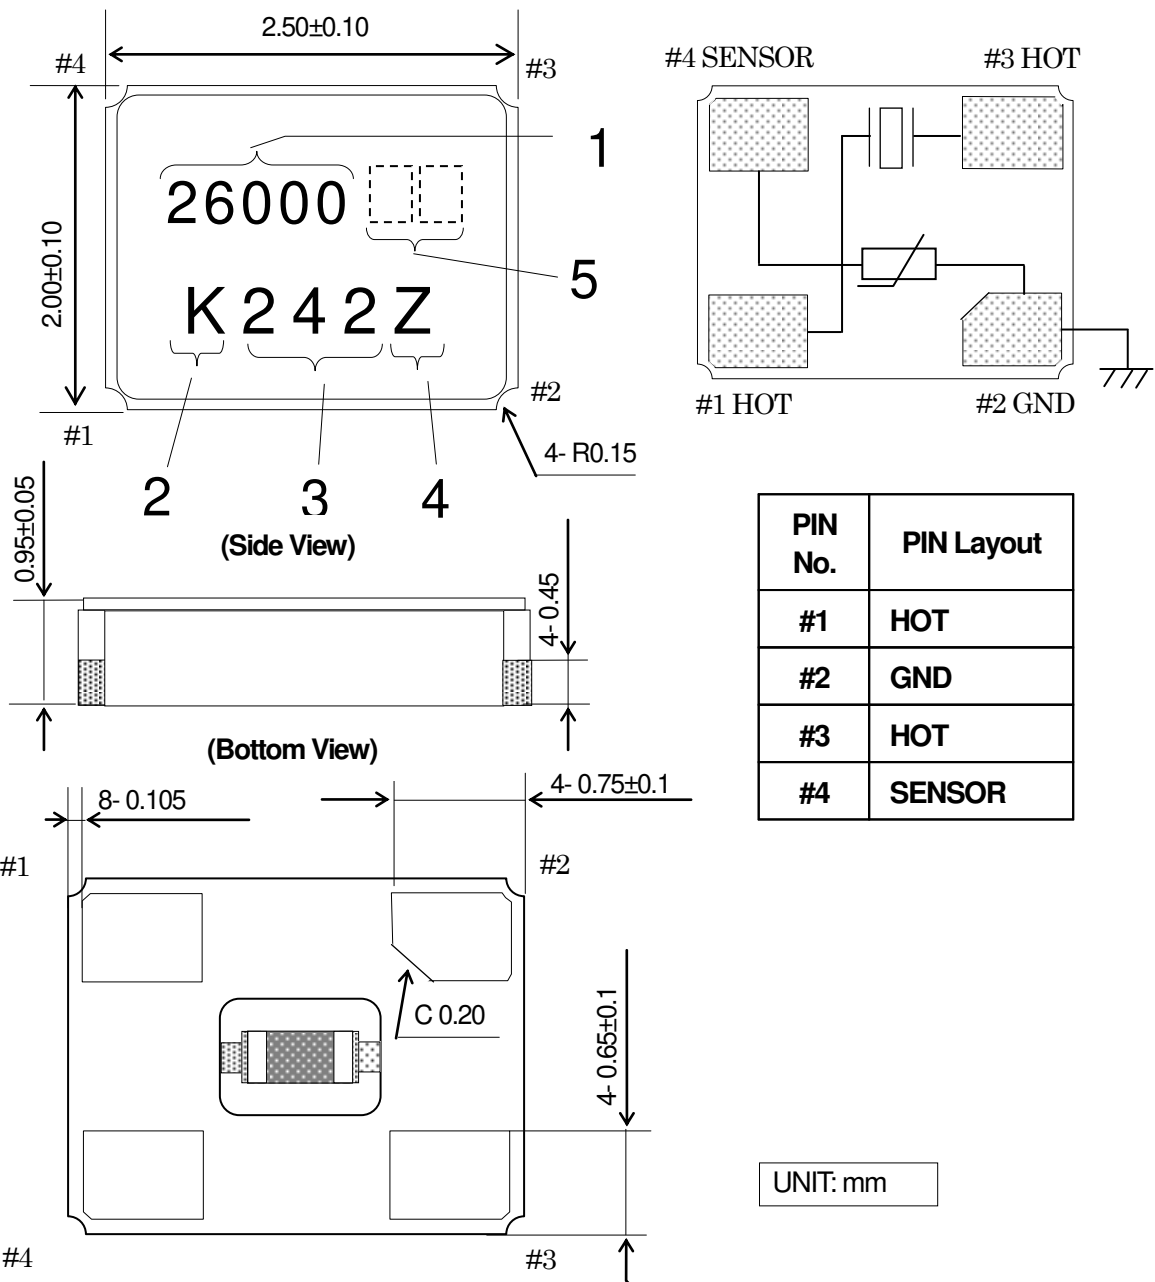 2.50±0.10
#4
#3
2.00±0.10
1
26000
5
K242Z
#2
#1
4- R0.15
2 3 4
#4 SENSOR #3 HOT
#1 HOT #2 GND
(Side View)
0.95±0.05
4- 0.45
PIN No. PIN Layout
#1 HOT
#2 GND
#3 HOT
#4 SENSOR
(Bottom View)
8- 0.105
4- 0.75±0.1
#1
#2
C 0.20
4- 0.65±0.1
#4
#3
UNIT: mm